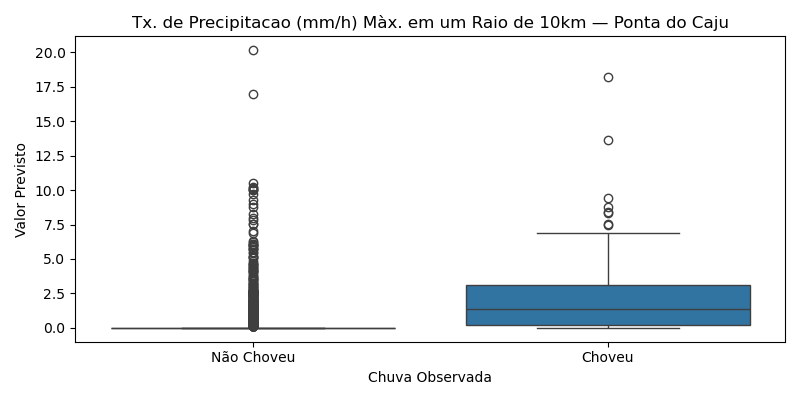 Tx. de Precipitacao (mm/h) Màx. em um Raio de 10km — Ponta do Caju
Valor Previsto
20.0
17.5
15.0
12.5
10.0
7.5
5.0
2.5
0.0
Não Choveu
Choveu
Chuva Observada